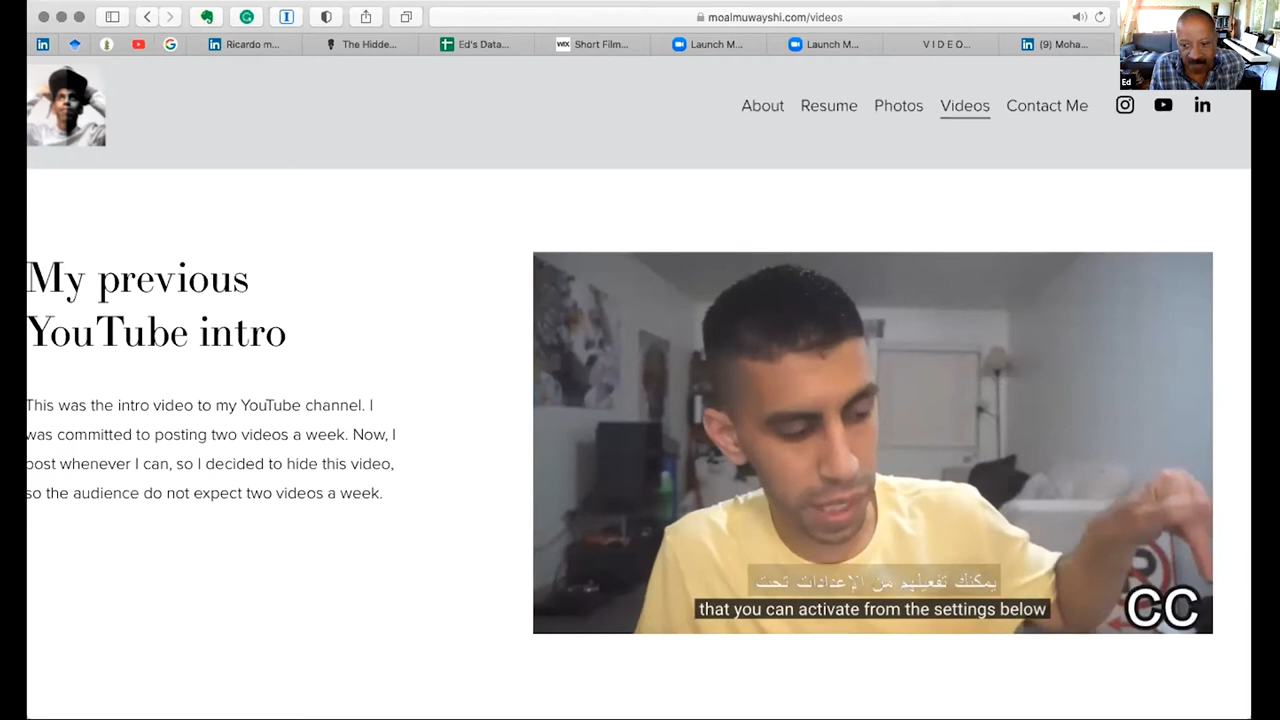 moalmuwayshi.com/videos
Ricardo m...
The Hidde...
Ed's Data...
WIX Short Film...
Launch M...
Launch M...
V I D E O...
(9) Moha...
Ed
About Resume Photos Videos Contact Me
My previous
YouTube intro
This was the intro video to my YouTube channel. I
was committed to posting two videos a week. Now, I
post whenever I can, so I decided to hide this video,
so the audience do not expect two videos a week.
يمكنك تفعيلهم من الإعدادات تحت
that you can activate from the settings below
CC